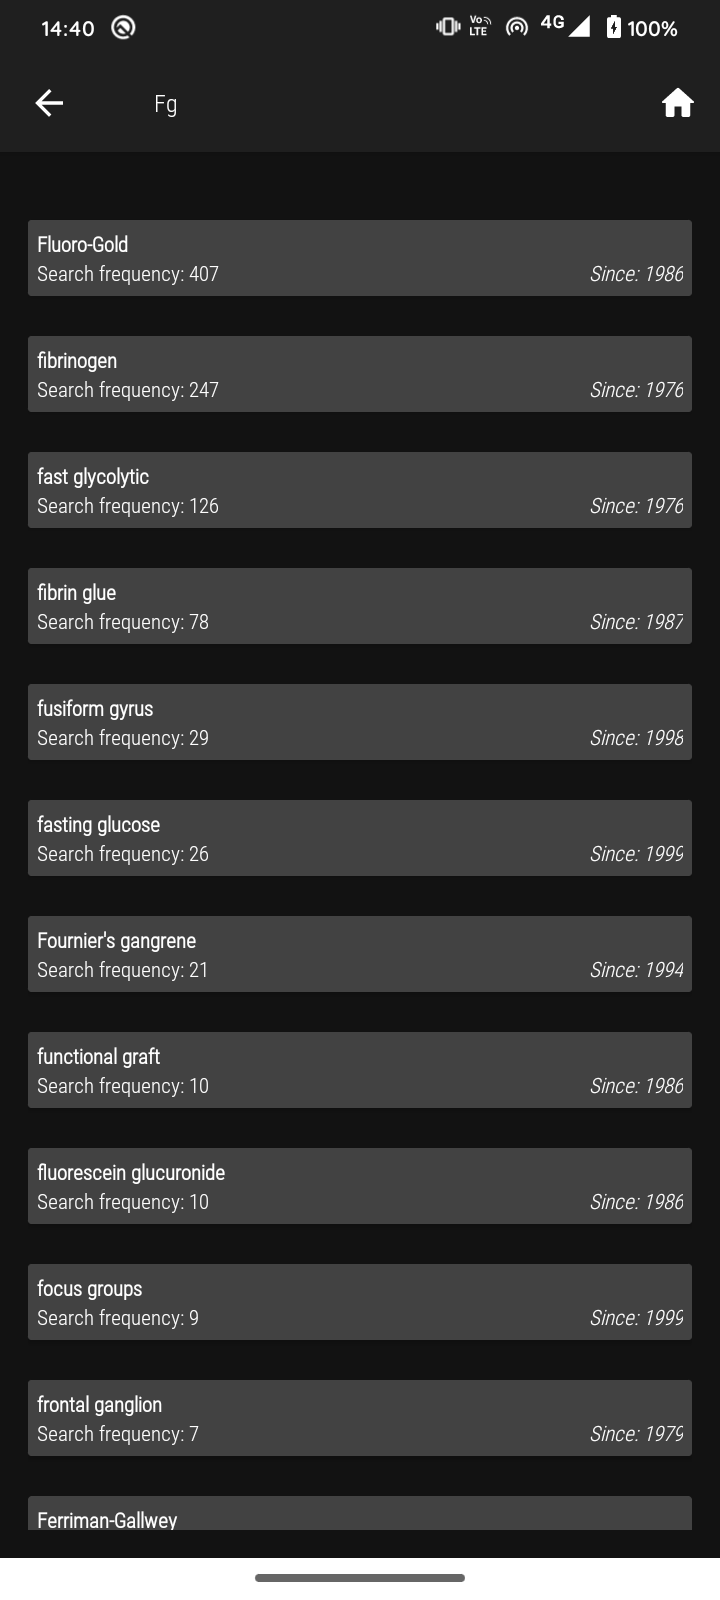 14:40 Vo LTE 4G 100%
Fg
Fluoro-Gold
Search frequency: 407 Since: 1986
fibrinogen
Search frequency: 247 Since: 1976
fast glycolytic
Search frequency: 126 Since: 1976
fibrin glue
Search frequency: 78 Since: 1987
fusiform gyrus
Search frequency: 29 Since: 1998
fasting glucose
Search frequency: 26 Since: 1999
Fournier's gangrene
Search frequency: 21 Since: 1994
functional graft
Search frequency: 10 Since: 1986
fluorescein glucuronide
Search frequency: 10 Since: 1986
focus groups
Search frequency: 9 Since: 1999
frontal ganglion
Search frequency: 7 Since: 1979
Ferriman-Gallwey